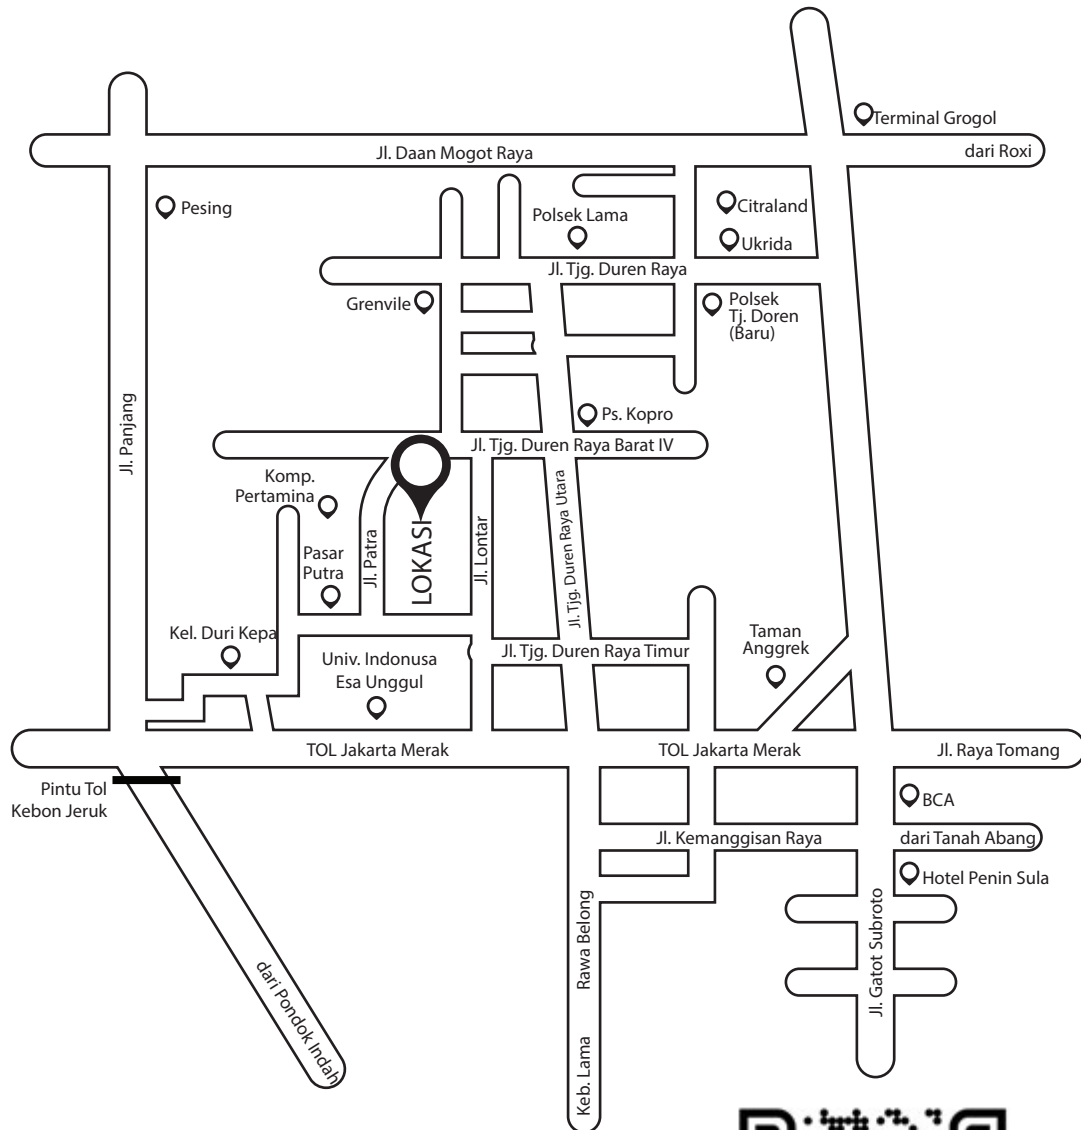 Terminal Grogol
Jl. Daan Mogot Raya
dari Roxi
Pesing
Polsek Lama
Citraland
Ukrida
Jl. Tjg. Duren Raya
Grenvile
Polsek
Tj. Doren
(Baru)
Jl. Panjang
Ps. Kopro
Jl. Tjg. Duren Raya Barat IV
Komp.
Pertamina
Jl. Tjg. Duren Raya Utara
Pasar
Putra
Jl. Patra
LOKASI
Jl. Lontar
Kel. Duri Kepa
Univ. Indonusa
Esa Unggul
Jl. Tjg. Duren Raya Timur
Taman
Anggrek
TOL Jakarta Merak
TOL Jakarta Merak
Jl. Raya Tomang
Pintu Tol
Kebon Jeruk
BCA
Jl. Kemanggisan Raya
dari Tanah Abang
Hotel Penin Sula
Rawa Belong
Jl. Gatot Subroto
dari Pondok Indah
Keb. Lama